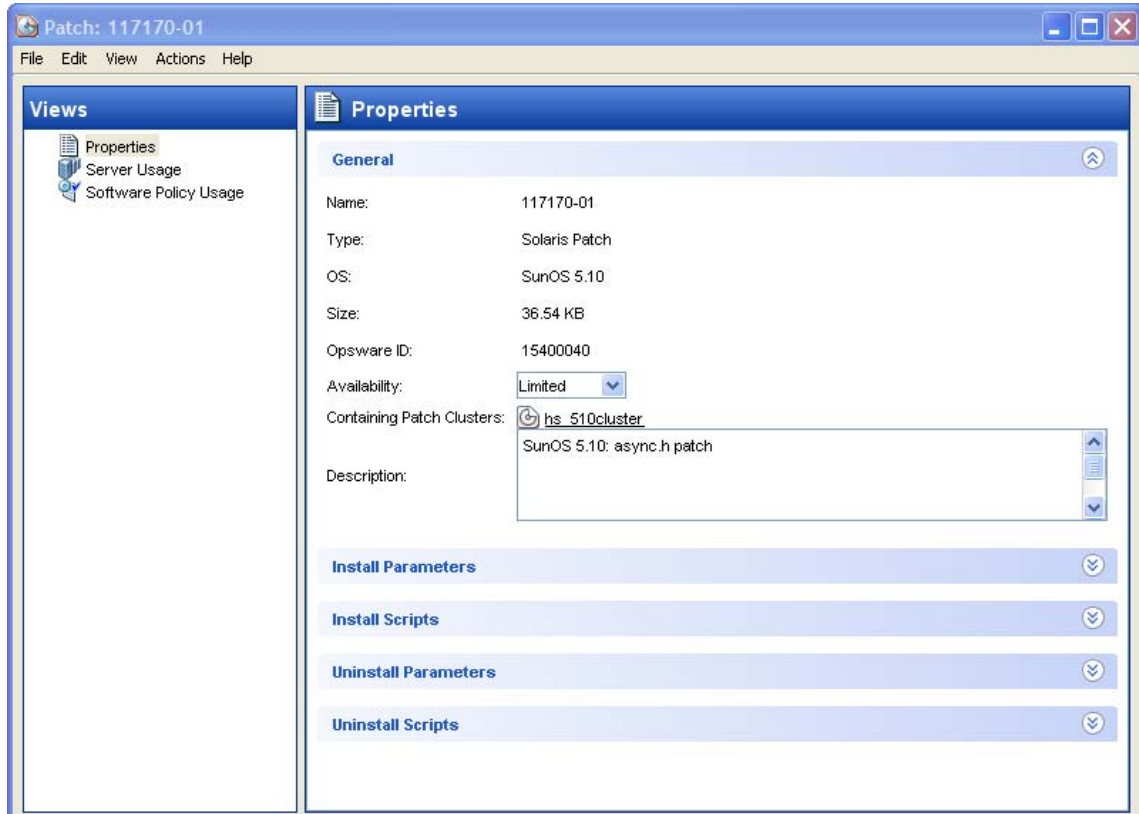 Patch: 117170-01
File Edit View Actions Help
Views
Properties
Server Usage
Software Policy Usage
Properties
General
Name: 117170-01
Type: Solaris Patch
OS: SunOS 5.10
Size: 36.54 KB
Opsware ID: 15400040
Availability: Limited
Containing Patch Clusters: hs_510cluster
SunOS 5.10: async.h patch
Description:
Install Parameters
Install Scripts
Uninstall Parameters
Uninstall Scripts